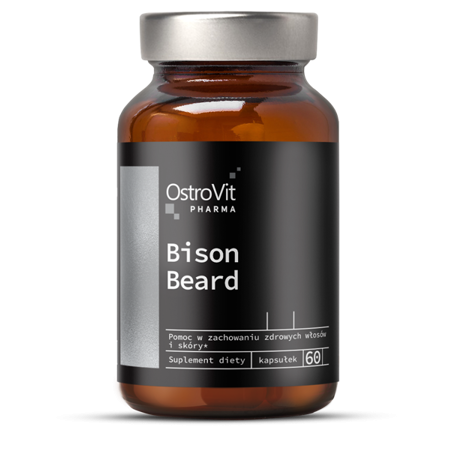 OstroVit
PHARMA
Bison
Beard
Pomoc w zachowaniu zdrowych włosów
i skóry*
Suplement diety kapsułek 60